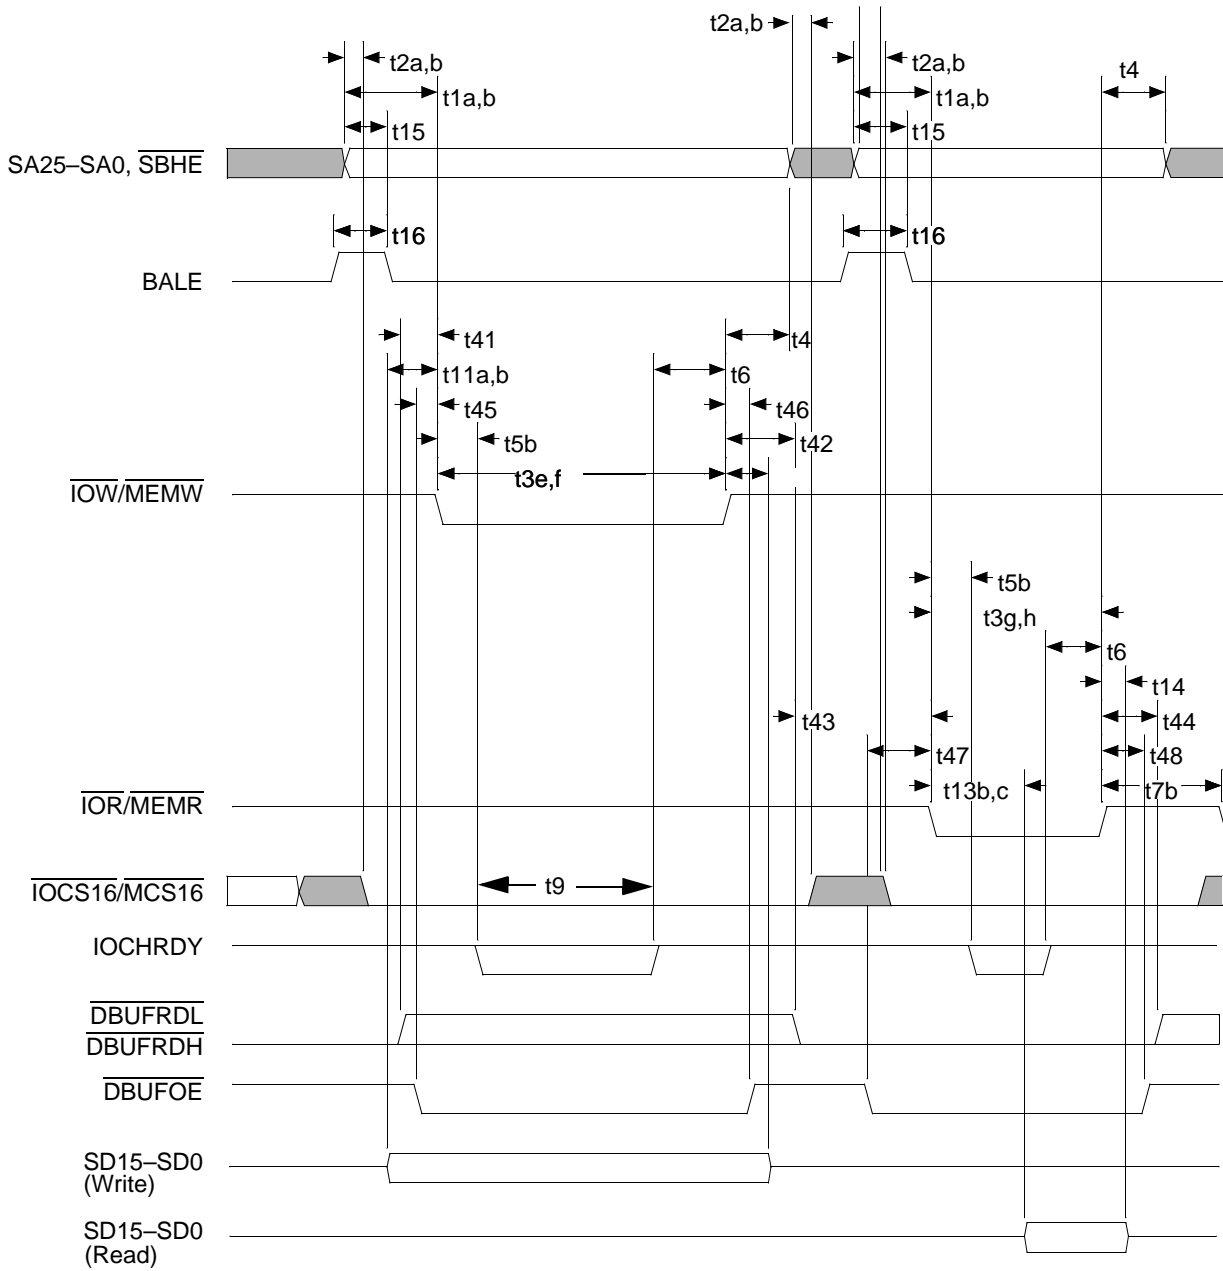 t2a,b
t2a,b
t2a,b
t4
t1a,b
t1a,b
t15
t15
SA25–SA0, SBHE
t16
t16
BALE
t41
t4
t11a,b
t6
t45
t46
t5b
t42
t3e,f
IOW/MEMW
t5b
t3g,h
t6
t14
t43
t44
t47
t48
t13b,c
t7b
IOR/MEMR
IOCS16/MCS16
t9
IOCHRDY
DBUFRDL
DBUFRDH
DBUFOE
SD15–SD0
(Write)
SD15–SD0
(Read)